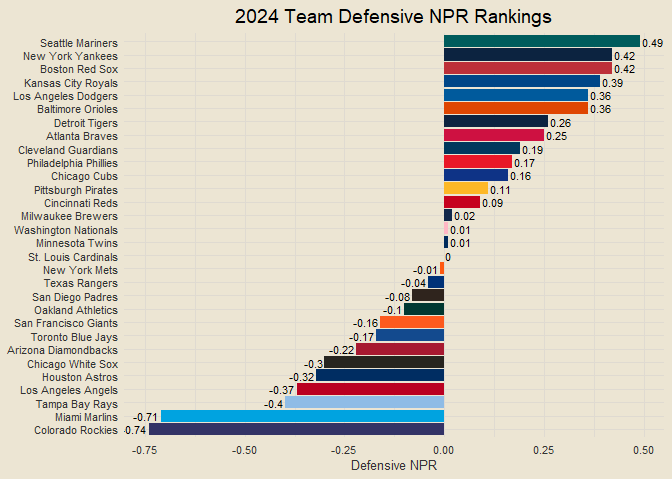 2024 Team Defensive NPR Rankings
Seattle Mariners 0.49
New York Yankees 0.42
Boston Red Sox 0.42
Kansas City Royals 0.39
Los Angeles Dodgers 0.36
Baltimore Orioles 0.36
Detroit Tigers 0.26
Atlanta Braves 0.25
Cleveland Guardians 0.19
Philadelphia Phillies 0.17
Chicago Cubs 0.16
Pittsburgh Pirates 0.11
Cincinnati Reds 0.09
Milwaukee Brewers 0.02
Washington Nationals 0.01
Minnesota Twins 0.01
St. Louis Cardinals 0
New York Mets -0.01
Texas Rangers -0.04
San Diego Padres -0.08
Oakland Athletics -0.1
San Francisco Giants -0.16
Toronto Blue Jays -0.17
Arizona Diamondbacks -0.22
Chicago White Sox -0.3
Houston Astros -0.32
Los Angeles Angels -0.37
Tampa Bay Rays -0.4
Miami Marlins -0.71
Colorado Rockies -0.74
-0.75 -0.50 -0.25 0.00 0.25 0.50
Defensive NPR